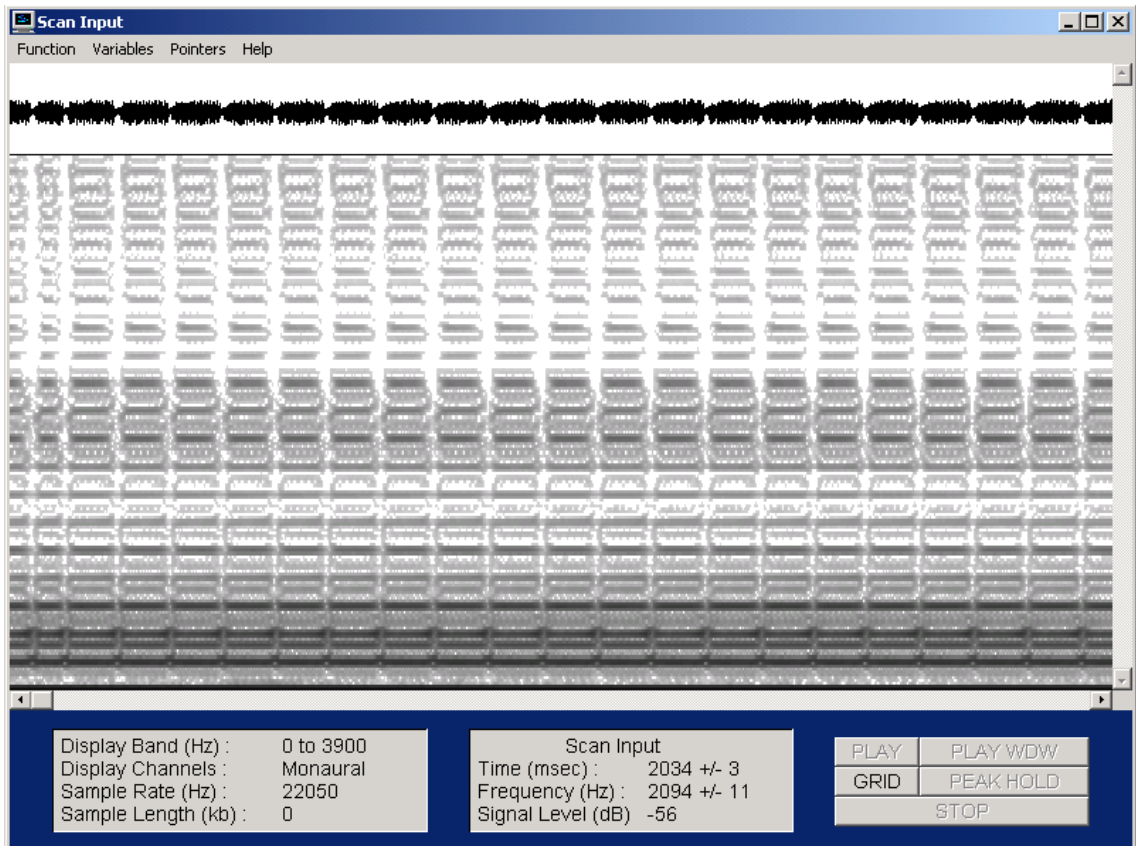 Scan Input
Function Variables Pointers Help
Display Band (Hz) : 0 to 3900
Display Channels : Monaural
Sample Rate (Hz) : 22050
Sample Length (kb) : 0
Scan Input
Time (msec) : 2034 +/- 3
Frequency (Hz) : 2094 +/- 11
Signal Level (dB) -56
PLAY PLAY WDW
GRID PEAK HOLD
STOP